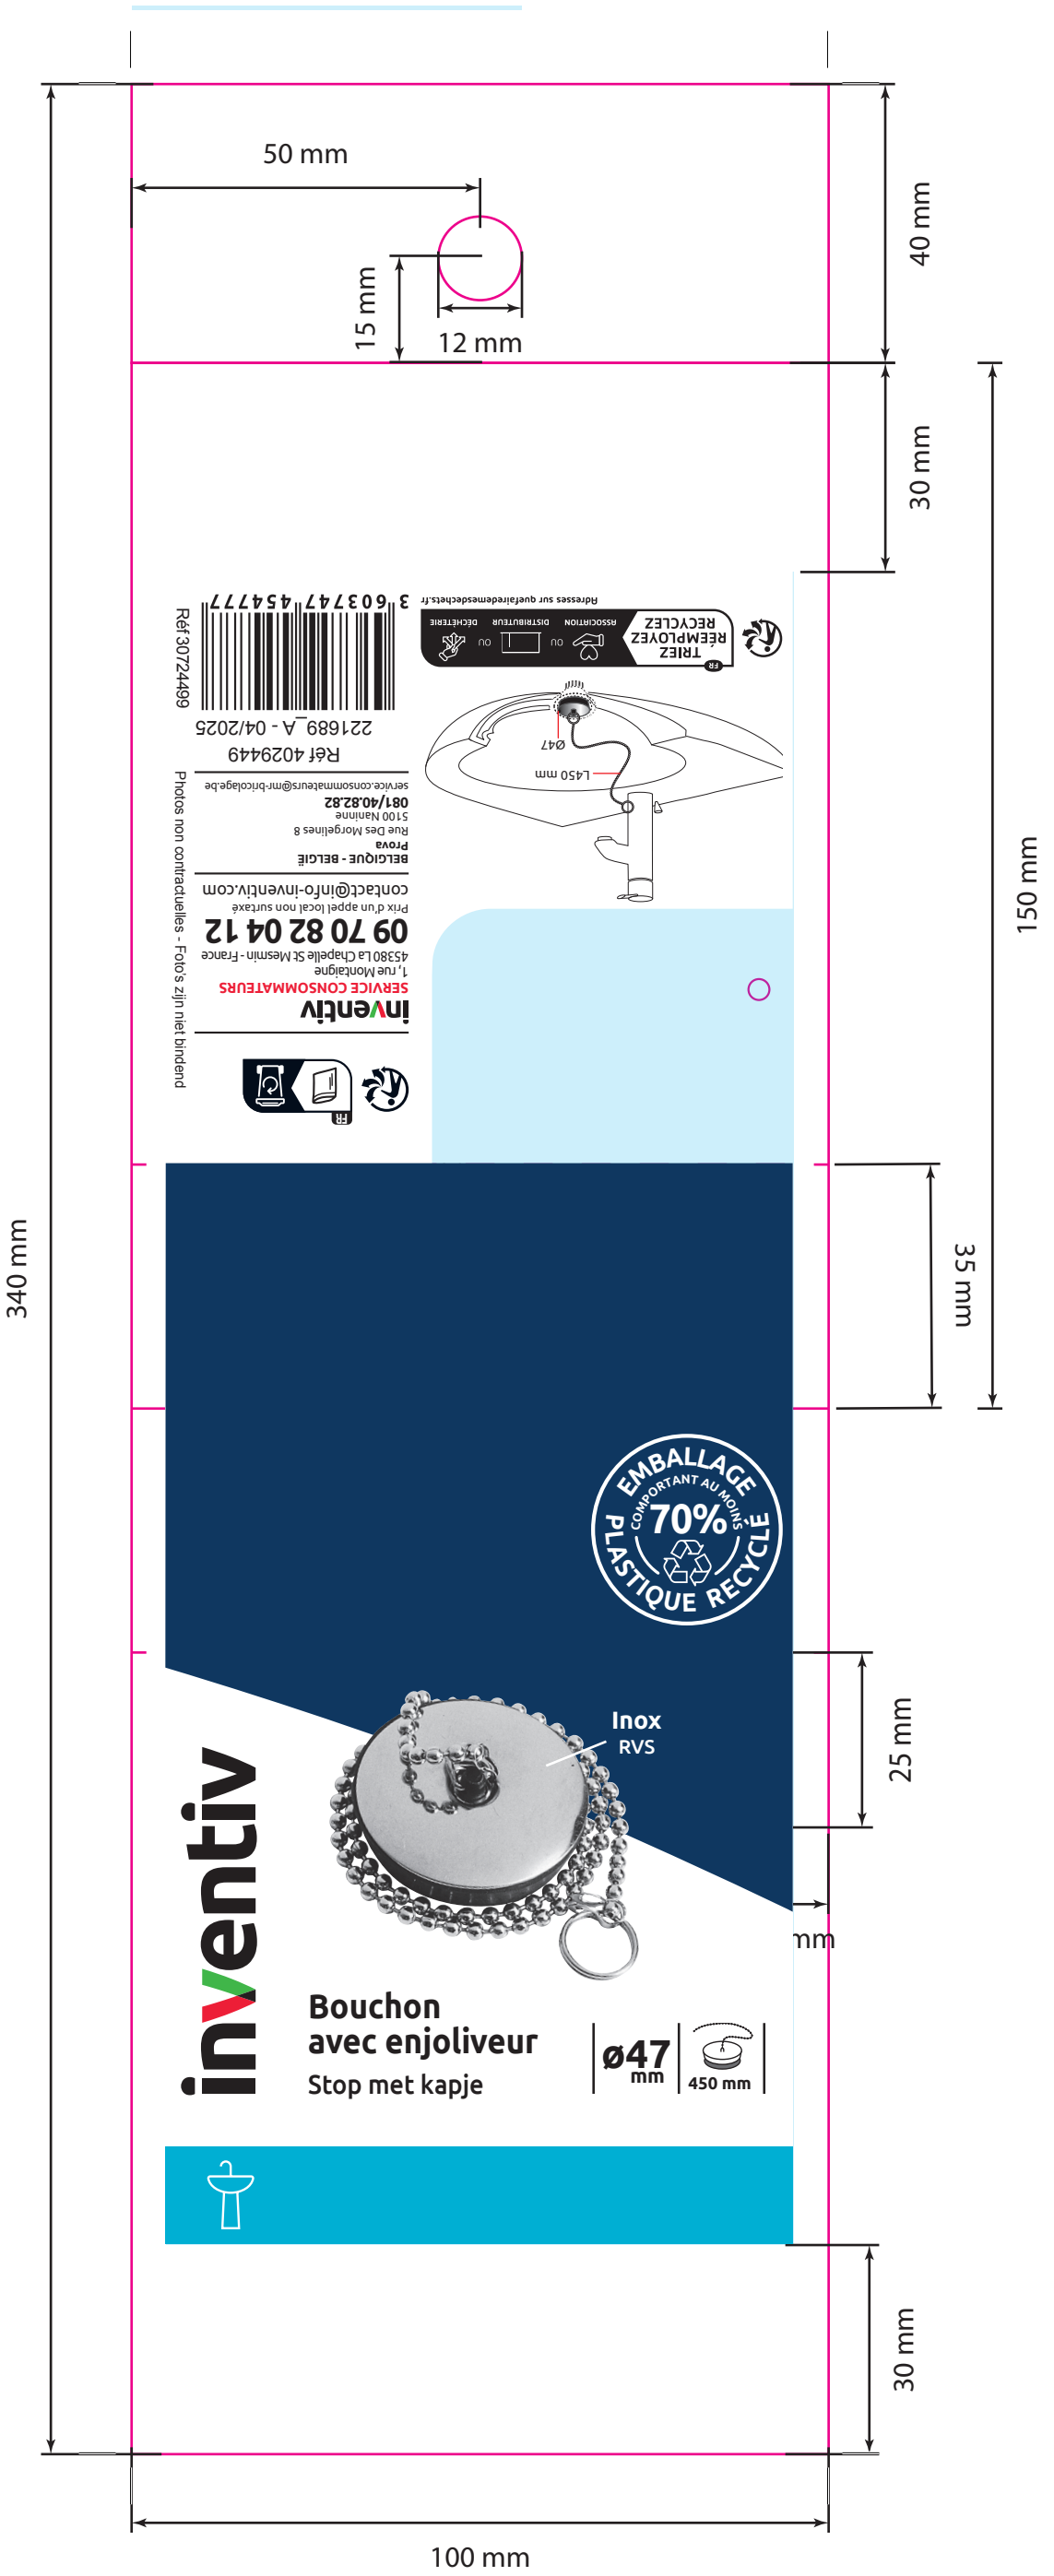 50 mm
40 mm
15 mm
12 mm
30 mm
150 mm
340 mm
35 mm
25 mm
mm
30 mm
100 mm
EMBALLAGE
COMPORTANT AU MOINS
70%
PLASTIQUE RECYCLÉ
Inox
RVS
inventiv
Bouchon
avec enjoliveur
Stop met kapje
ø47
mm
450 mm
FR
inventiv
SERVICE CONSOMMATEURS
1, rue Montaigne
45380 La Chapelle St Mesmin - France
09 70 82 04 12
Prix d'un appel local non surtaxé
contact@info-inventiv.com
BELGIQUE - BELGIË
Prova
Rue Des Morgelines 8
5100 Naninne
081/40.82.82
service.consommateurs@mr-bricolage.be
Réf 4029449
221689_A - 04/2025
3 603747 454777
Réf 30724499
Photos non contractuelles - Foto's zijn niet bindend
L450 mm
Ø47
FR
TRIEZ
RÉEMPLOYEZ
RECYCLEZ
ASSOCIATION
OU
DISTRIBUTEUR
OU
DÉCHÈTERIE
Adresses sur quefairedemesdechets.fr